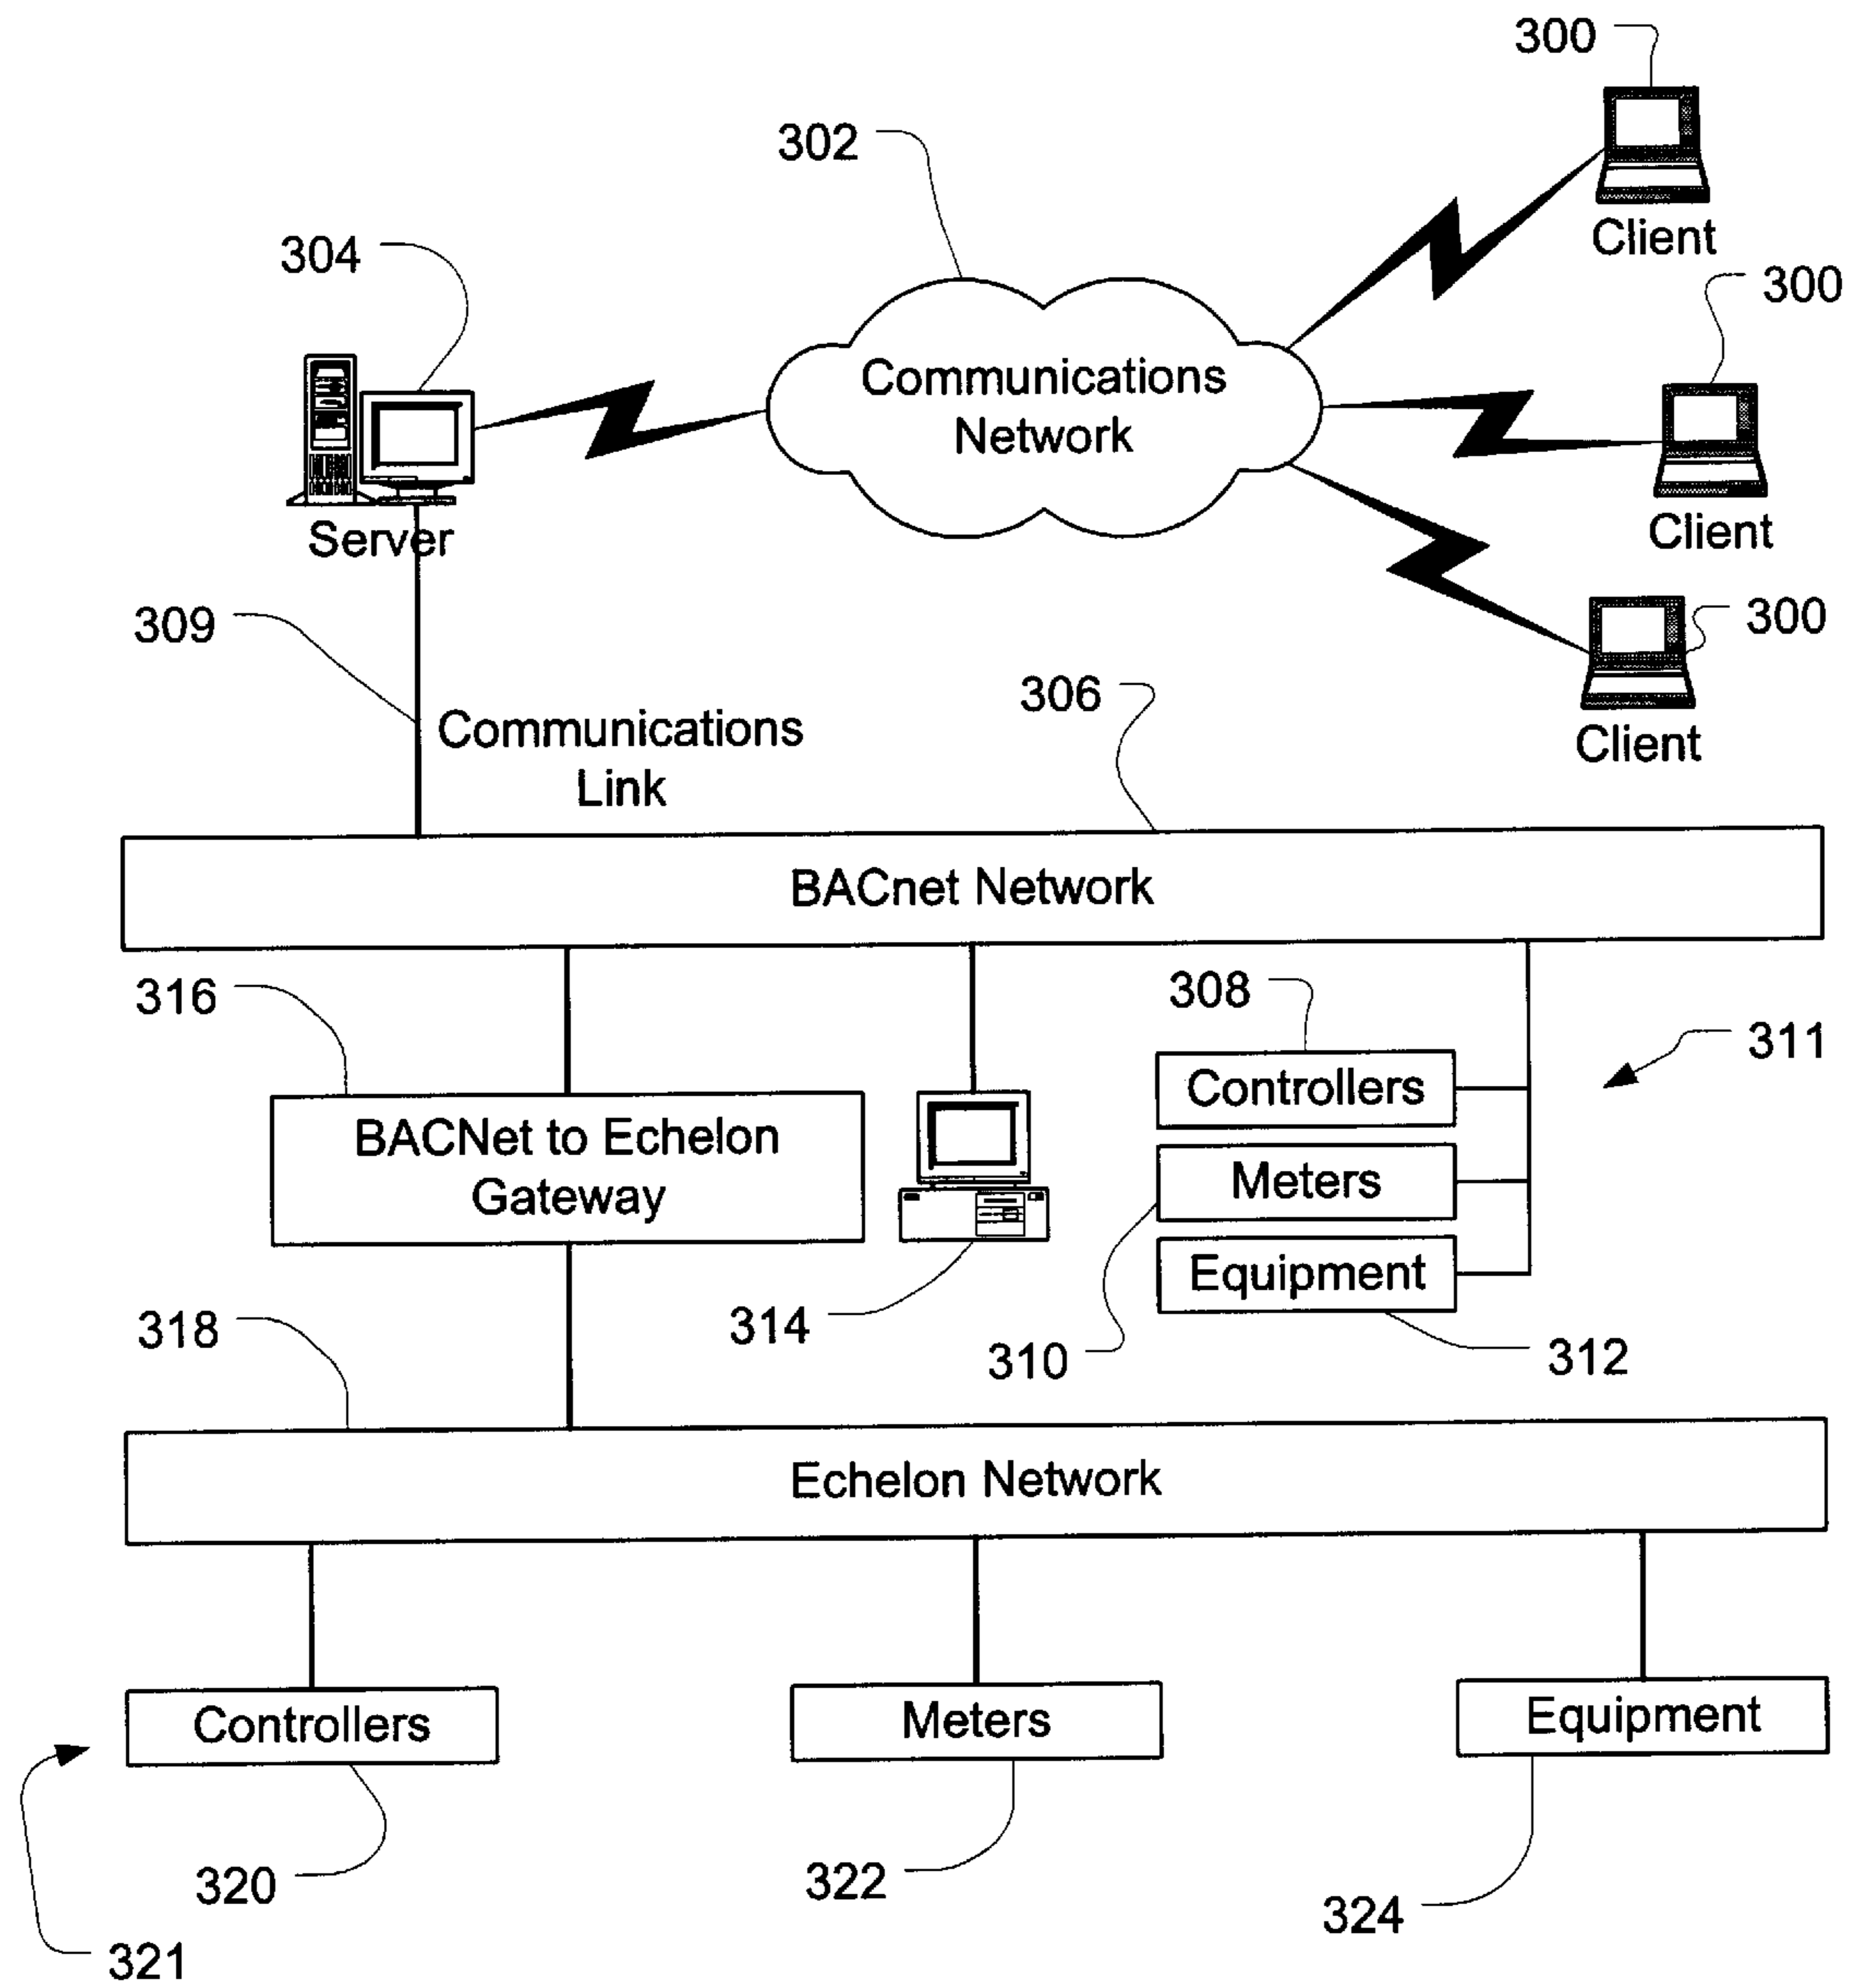 300
302
Client
304
300
Communications
Network
Server
Client
309
300
306
Communications
Link
Client
BACnet Network
316
308
311
Controllers
BACNet to Echelon
Gateway
Meters
Equipment
318
314
310
312
Echelon Network
Controllers
Meters
Equipment
320
322
324
321